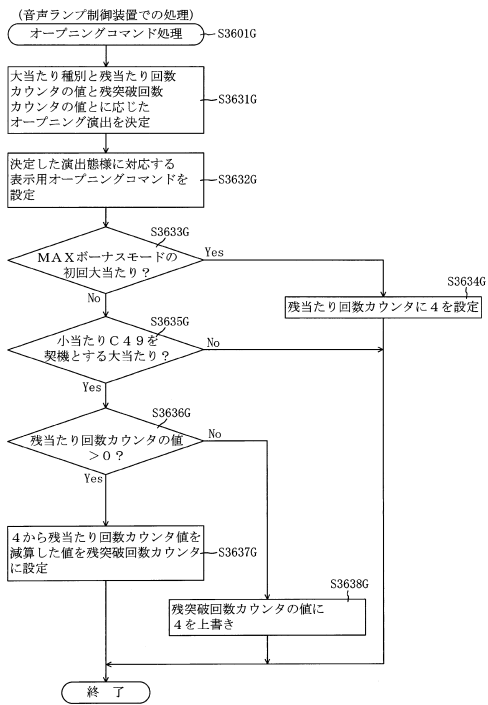 (音声ランプ制御装置での処理)
オープニングコマンド処理
S3601G
大当たり種別と残当たり回数
カウンタの値と残突破回数
カウンタの値とに応じた
オープニング演出を決定
S3631G
決定した演出態様に対応する
表示用オープニングコマンドを
設定
S3632G
S3633G
MAXボーナスモードの
初回大当たり?
Yes
No
S3634G
残当たり回数カウンタに4を設定
S3635G
小当たりC49を
契機とする大当たり?
No
Yes
S3636G
残当たり回数カウンタの値
>0?
No
Yes
4から残当たり回数カウンタ値を
減算した値を残突破回数カウンタ
に設定
S3637G
S3638G
残突破回数カウンタの値に
4を上書き
終 了